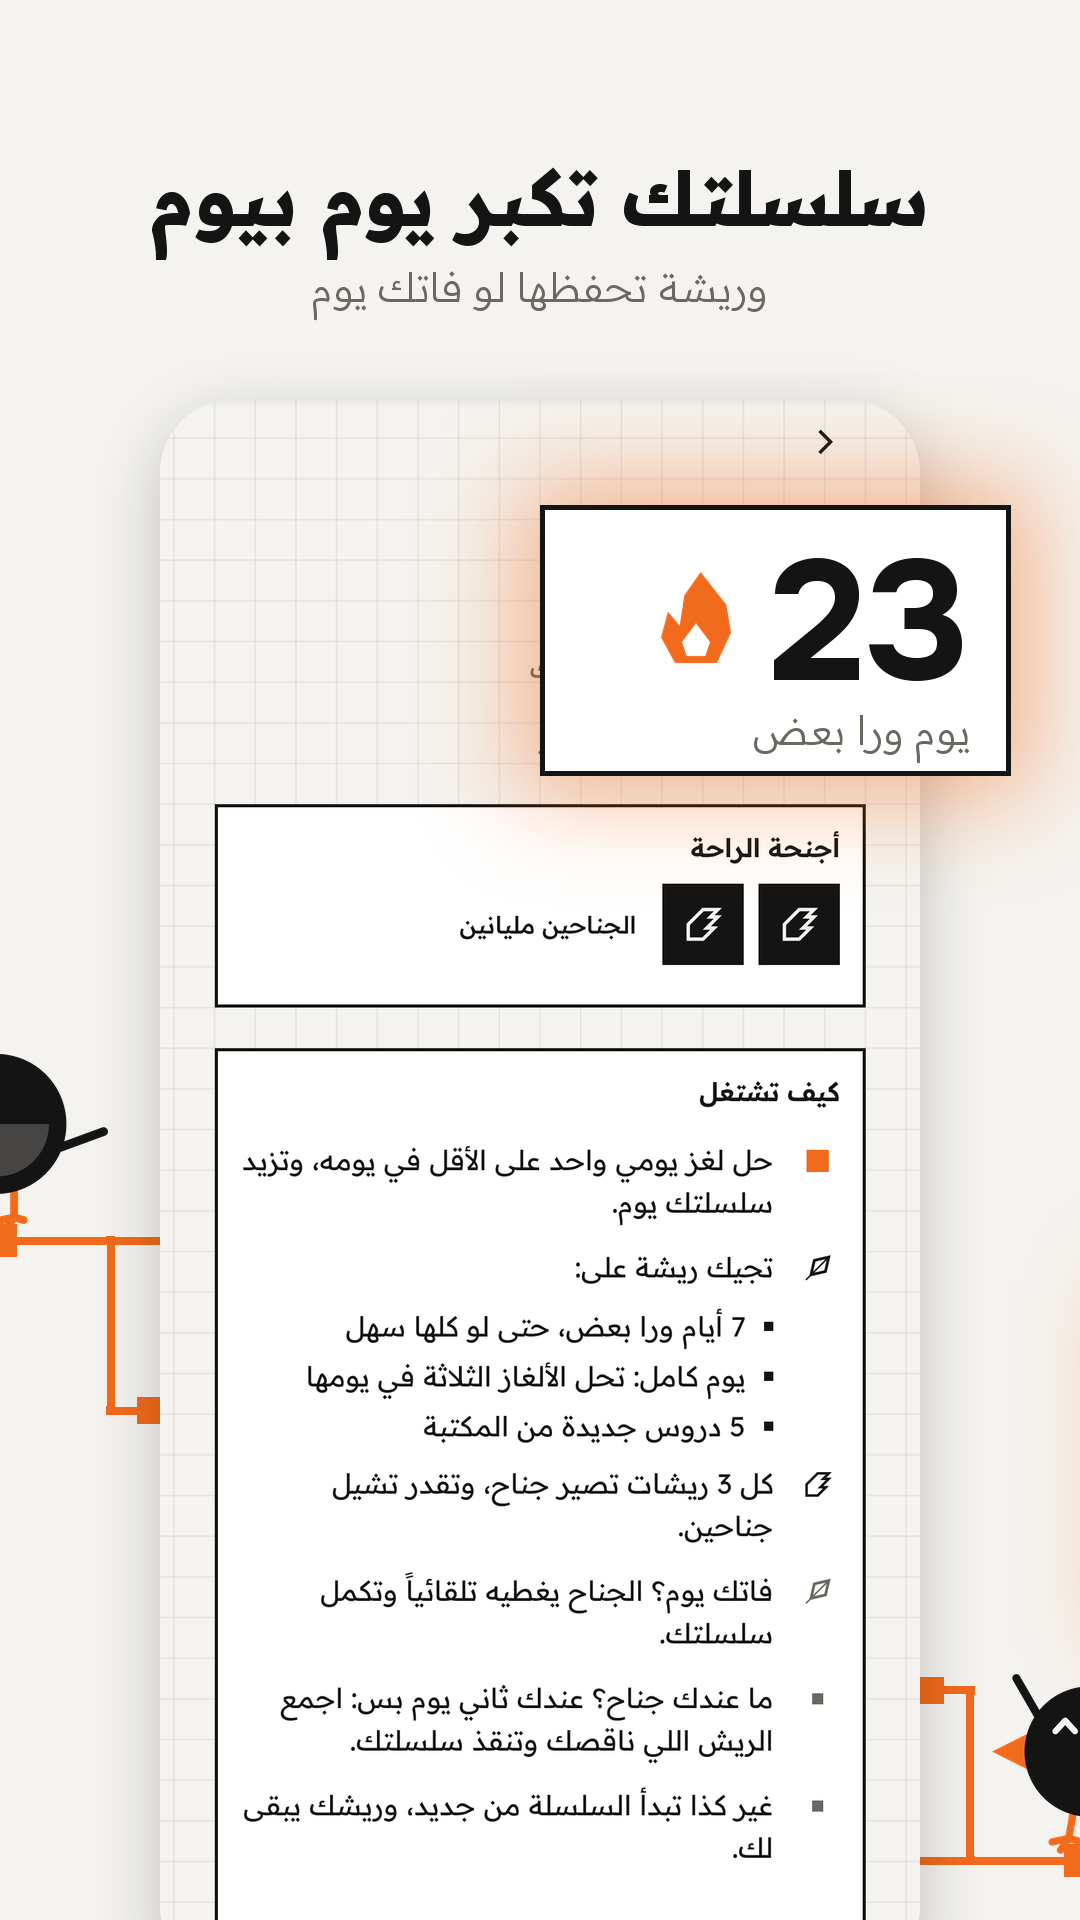 سلسلتك تكبر يوم بيوم
وريشة تحفظها لو فاتك يوم
23
يوم ورا بعض
أجنحة الراحة
الجناحين مليانين
كيف تشتغل
حل لغز يومي واحد على الأقل في يومه، وتزيد
سلسلتك يوم.
تجيك ريشة على:
7 أيام ورا بعض، حتى لو كلها سهل
يوم كامل: تحل الألغاز الثلاثة في يومها
5 دروس جديدة من المكتبة
كل 3 ريشات تصير جناح، وتقدر تشيل
جناحين.
فاتك يوم؟ الجناح يغطيه تلقائياً وتكمل
سلسلتك.
ما عندك جناح؟ عندك ثاني يوم بس: اجمع
الريش اللي ناقصك وتنقذ سلسلتك.
غير كذا تبدأ السلسلة من جديد، وريشك يبقى
لك.